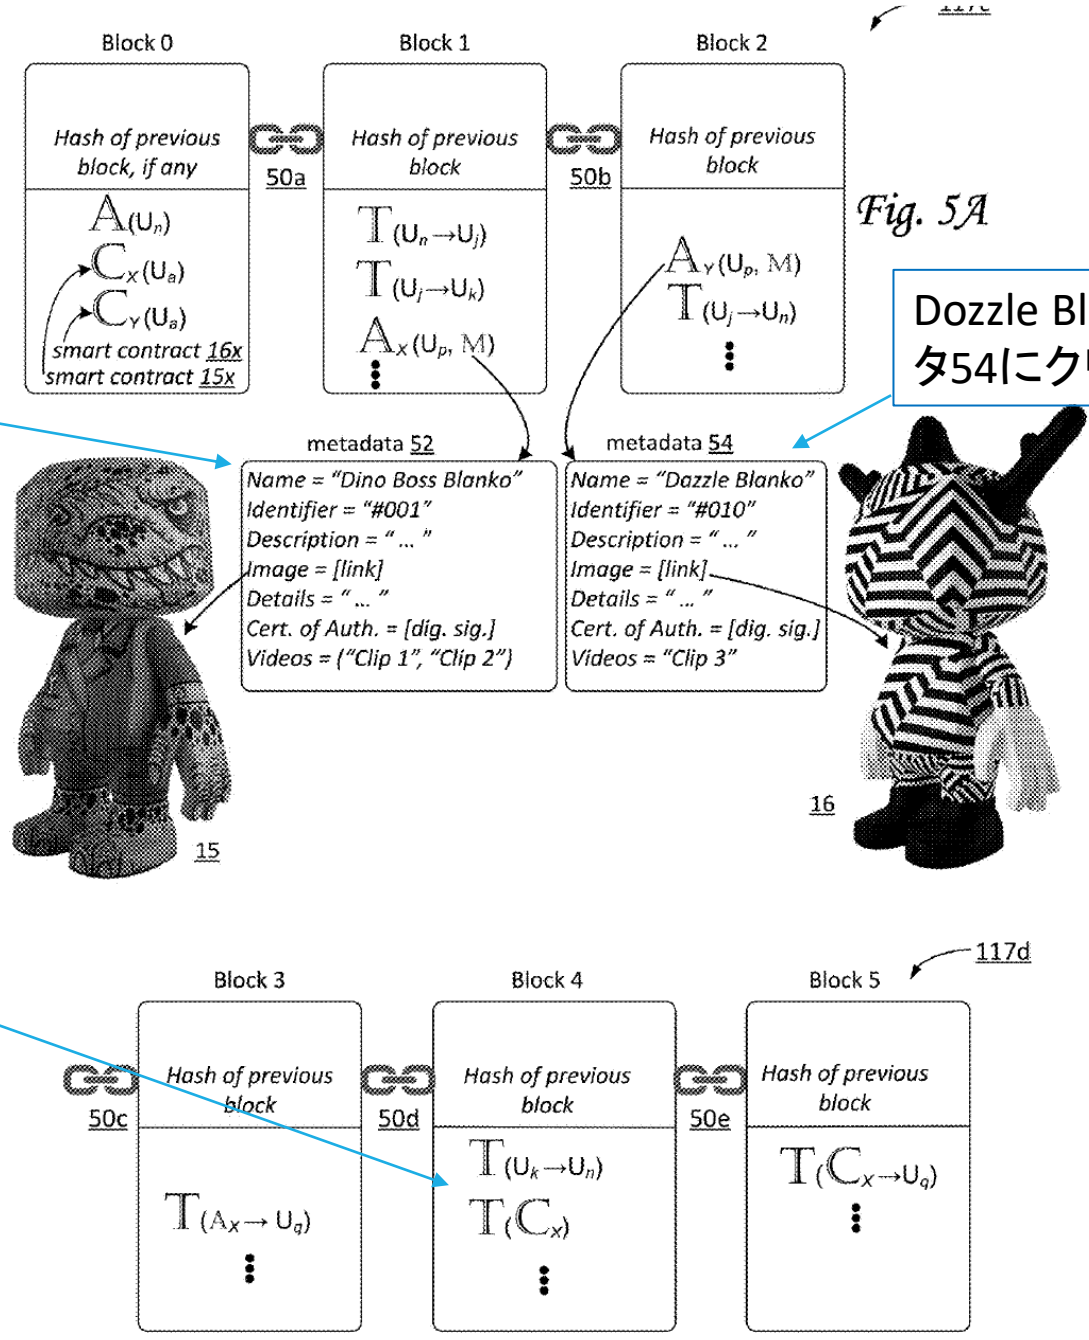 117c
Block 0
Block 1
Block 2
Hash of previous
block, if any
Hash of previous
block
Hash of previous
block
50a
50b
Fig. 5A
A(Un)
CX(Ua)
CY(Ua)
smart contract 16x
smart contract 15x
T(Un→Uj)
T(Uj→Uk)
AX(Up, M)
AY(Up, M)
T(Uj→Un)
Dozzle Bl
タ54にク
metadata 52
Name = “Dino Boss Blanko”
Identifier = “#001”
Description = “ ... ”
Image = [link]
Details = “ ... ”
Cert. of Auth. = [dig. sig.]
Videos = {“Clip 1”, “Clip 2”}
metadata 54
Name = “Dazzle Blanko”
Identifier = “#010”
Description = “ ... ”
Image = [link]
Details = “ ... ”
Cert. of Auth. = [dig. sig.]
Videos = “Clip 3”
15
16
117d
Block 3
Block 4
Block 5
Hash of previous
block
Hash of previous
block
Hash of previous
block
50c
50d
50e
T(AX→ Uq)
T(Uk→Un)
T(CX)
T(CX→Uq)